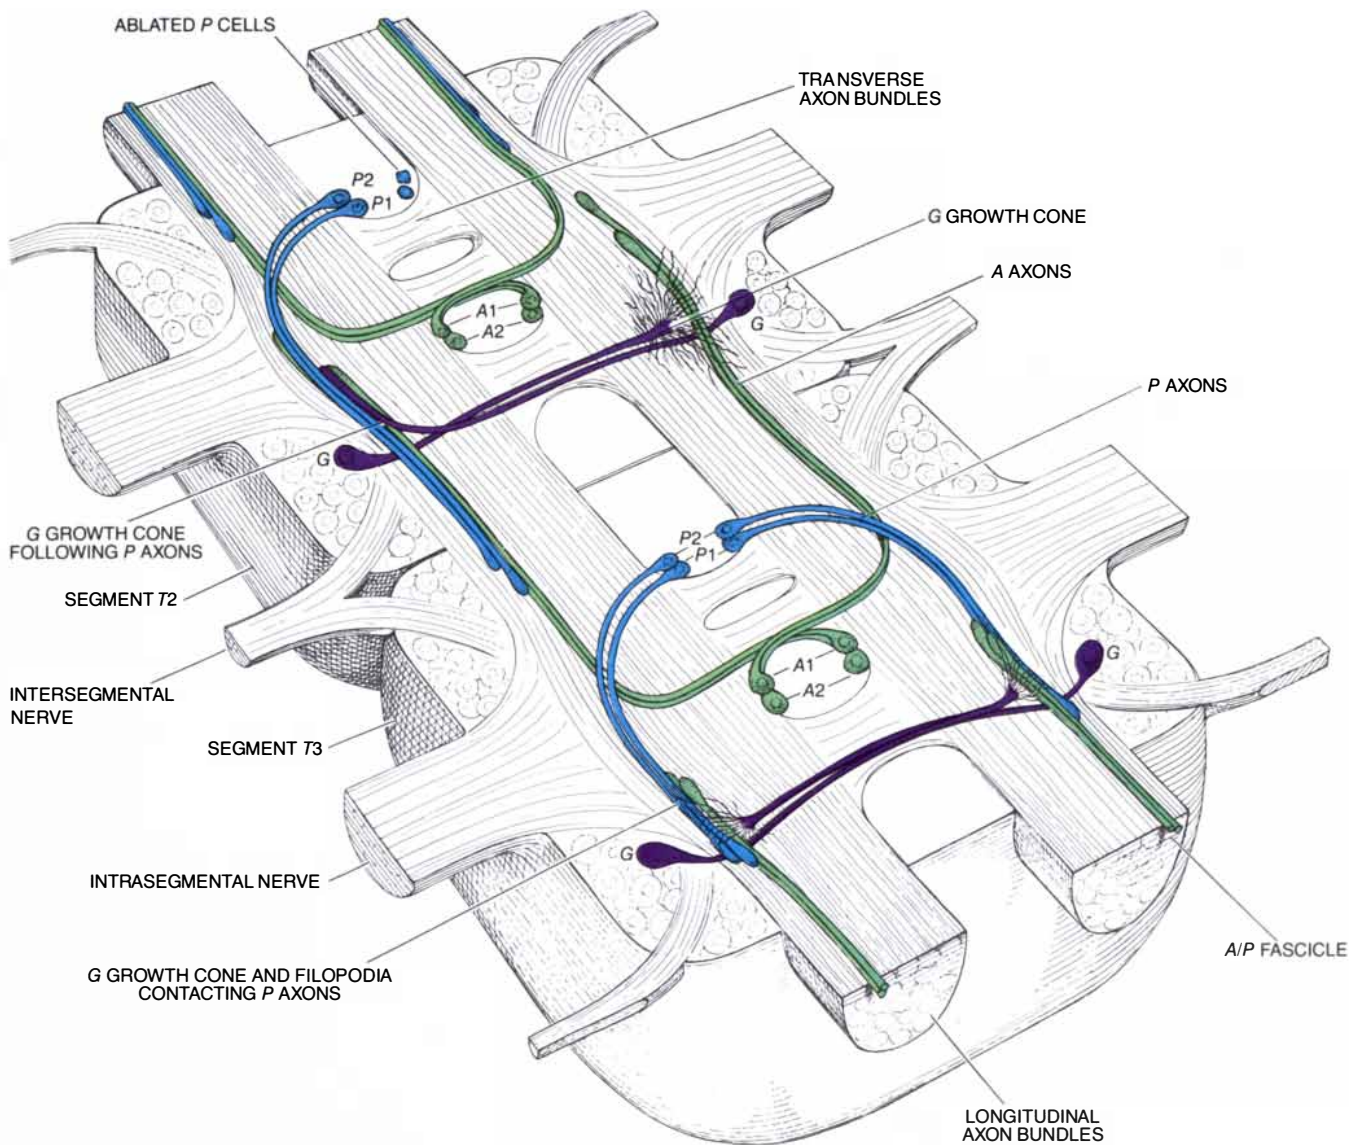 ABLATED P CELLS
TRANSVERSE
AXON BUNDLES
P2
P1
G GROWTH CONE
A AXONS
A1
A2
G
P AXONS
G
G GROWTH CONE
FOLLOWING P AXONS
P2
P1
SEGMENT T2
A1
A2
G
INTERSEGMENTAL
NERVE
SEGMENT T3
G
INTRASEGMENTAL NERVE
A/P FASCICLE
G GROWTH CONE AND FILOPODIA
CONTACTING P AXONS
LONGITUDINAL
AXON BUNDLES